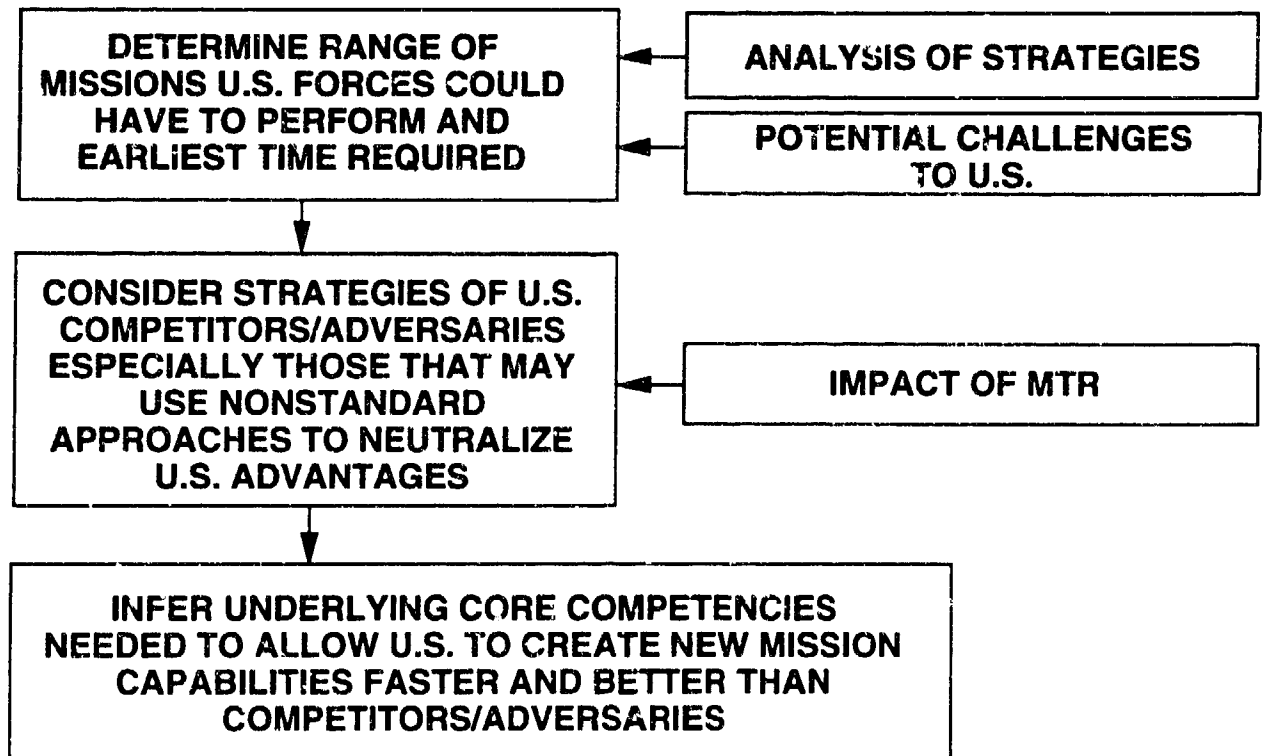 DETERMINE RANGE OF
MISSIONS U.S. FORCES COULD
HAVE TO PERFORM AND
EARLIEST TIME REQUIRED
ANALYSIS OF STRATEGIES
POTENTIAL CHALLENGES
TO U.S.
CONSIDER STRATEGIES OF U.S.
COMPETITORS/ADVERSARIES
ESPECIALLY THOSE THAT MAY
USE NONSTANDARD
APPROACHES TO NEUTRALIZE
U.S. ADVANTAGES
IMPACT OF MTR
INFER UNDERLYING CORE COMPETENCIES
NEEDED TO ALLOW U.S. TO CREATE NEW MISSION
CAPABILITIES FASTER AND BETTER THAN
COMPETITORS/ADVERSARIES